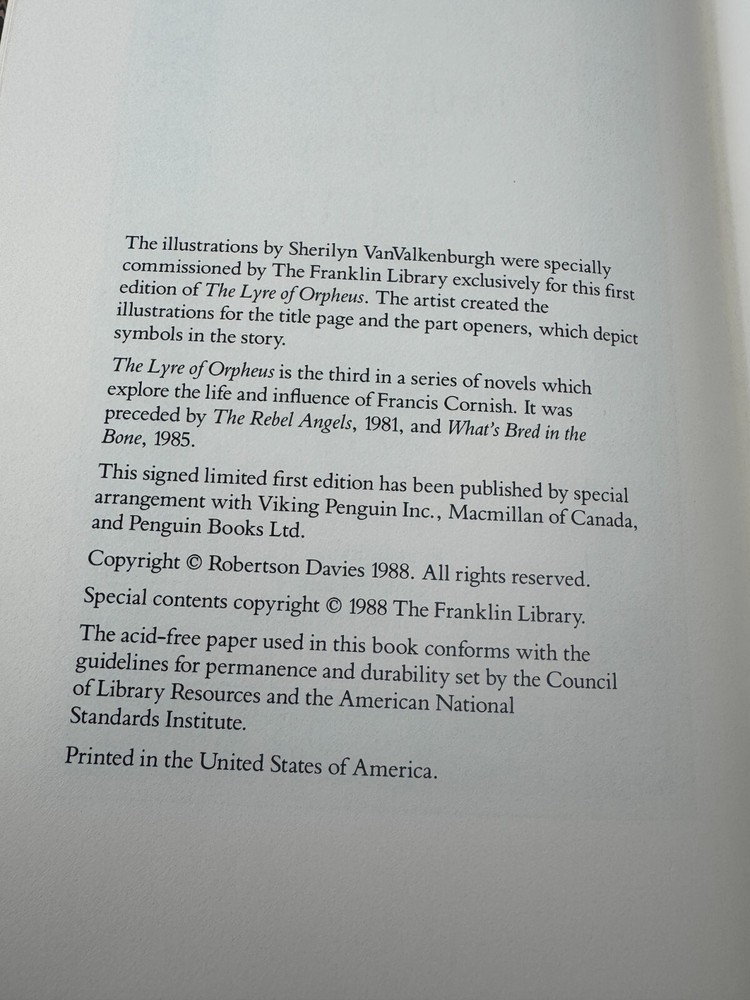 The illustrations by Sherilyn VanValkenburgh were specially
commissioned by The Franklin Library exclusively for this first
edition of The Lyre of Orpheus. The artist created the
illustrations for the title page and the part openers, which depict
symbols in the story.
The Lyre of Orpheus is the third in a series of novels which
explore the life and influence of Francis Cornish. It was
preceded by The Rebel Angels, 1981, and What's Bred in the
Bone, 1985.
This signed limited first edition has been published by special
arrangement with Viking Penguin Inc., Macmillan of Canada,
and Penguin Books Ltd.
Copyright © Robertson Davies 1988. All rights reserved.
Special contents copyright © 1988 The Franklin Library.
The acid-free paper used in this book conforms with the
guidelines for permanence and durability set by the Council
of Library Resources and the American National
Standards Institute.
Printed in the United States of America.